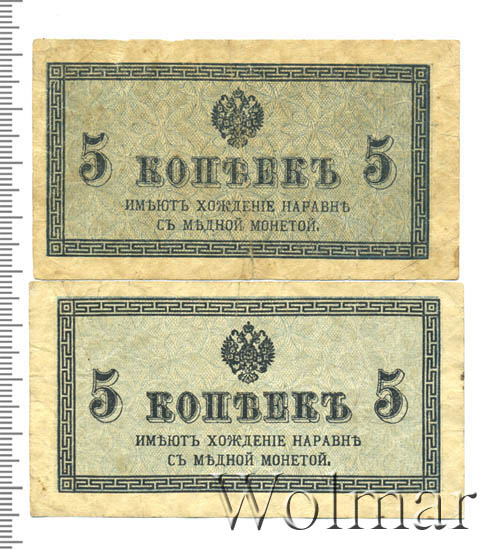 5 КОПѢЕКЪ 5
ИМѢЮТЪ ХОЖДЕНІЕ НАРАВНѢ
СЪ МѢДНОЙ МОНЕТОЙ.
5 КОПѢЕКЪ 5
ИМѢЮТЪ ХОЖДЕНІЕ НАРАВНѢ
СЪ МѢДНОЙ МОНЕТОЙ.
Wolmar